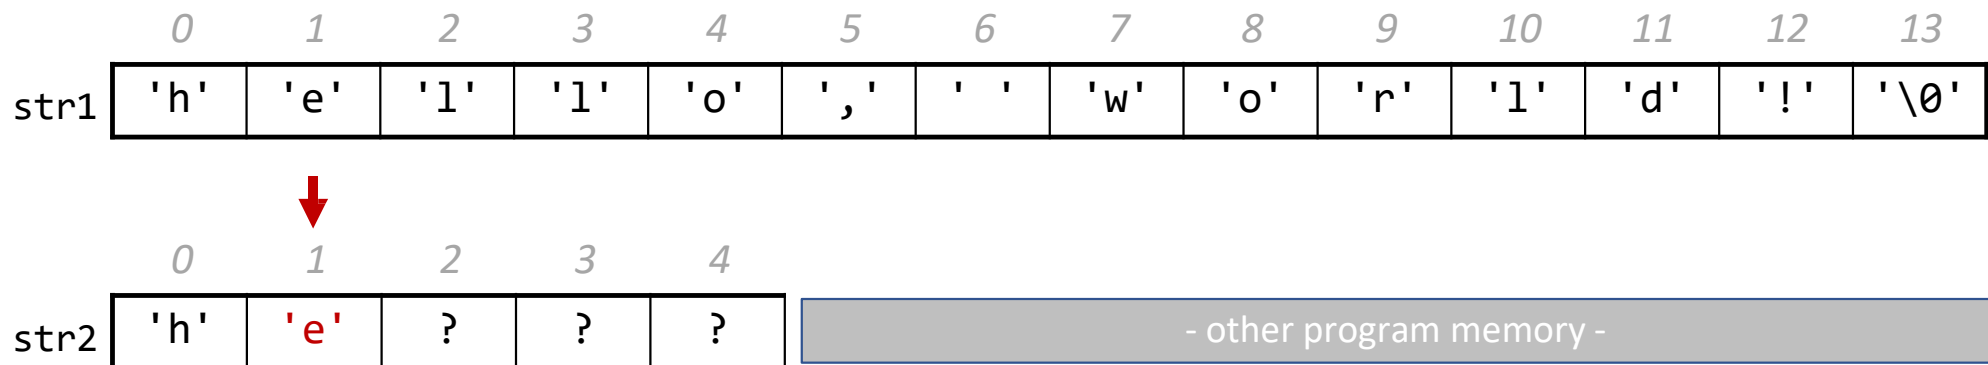 0 1 2 3 4 5 6 7 8 9 10 11 12 13
str1 'h' 'e' 'l' 'l' 'o' ',' ' ' 'w' 'o' 'r' 'l' 'd' '!' '\0'
0 1 2 3 4
str2 'h' 'e' ? ? ? - other program memory -